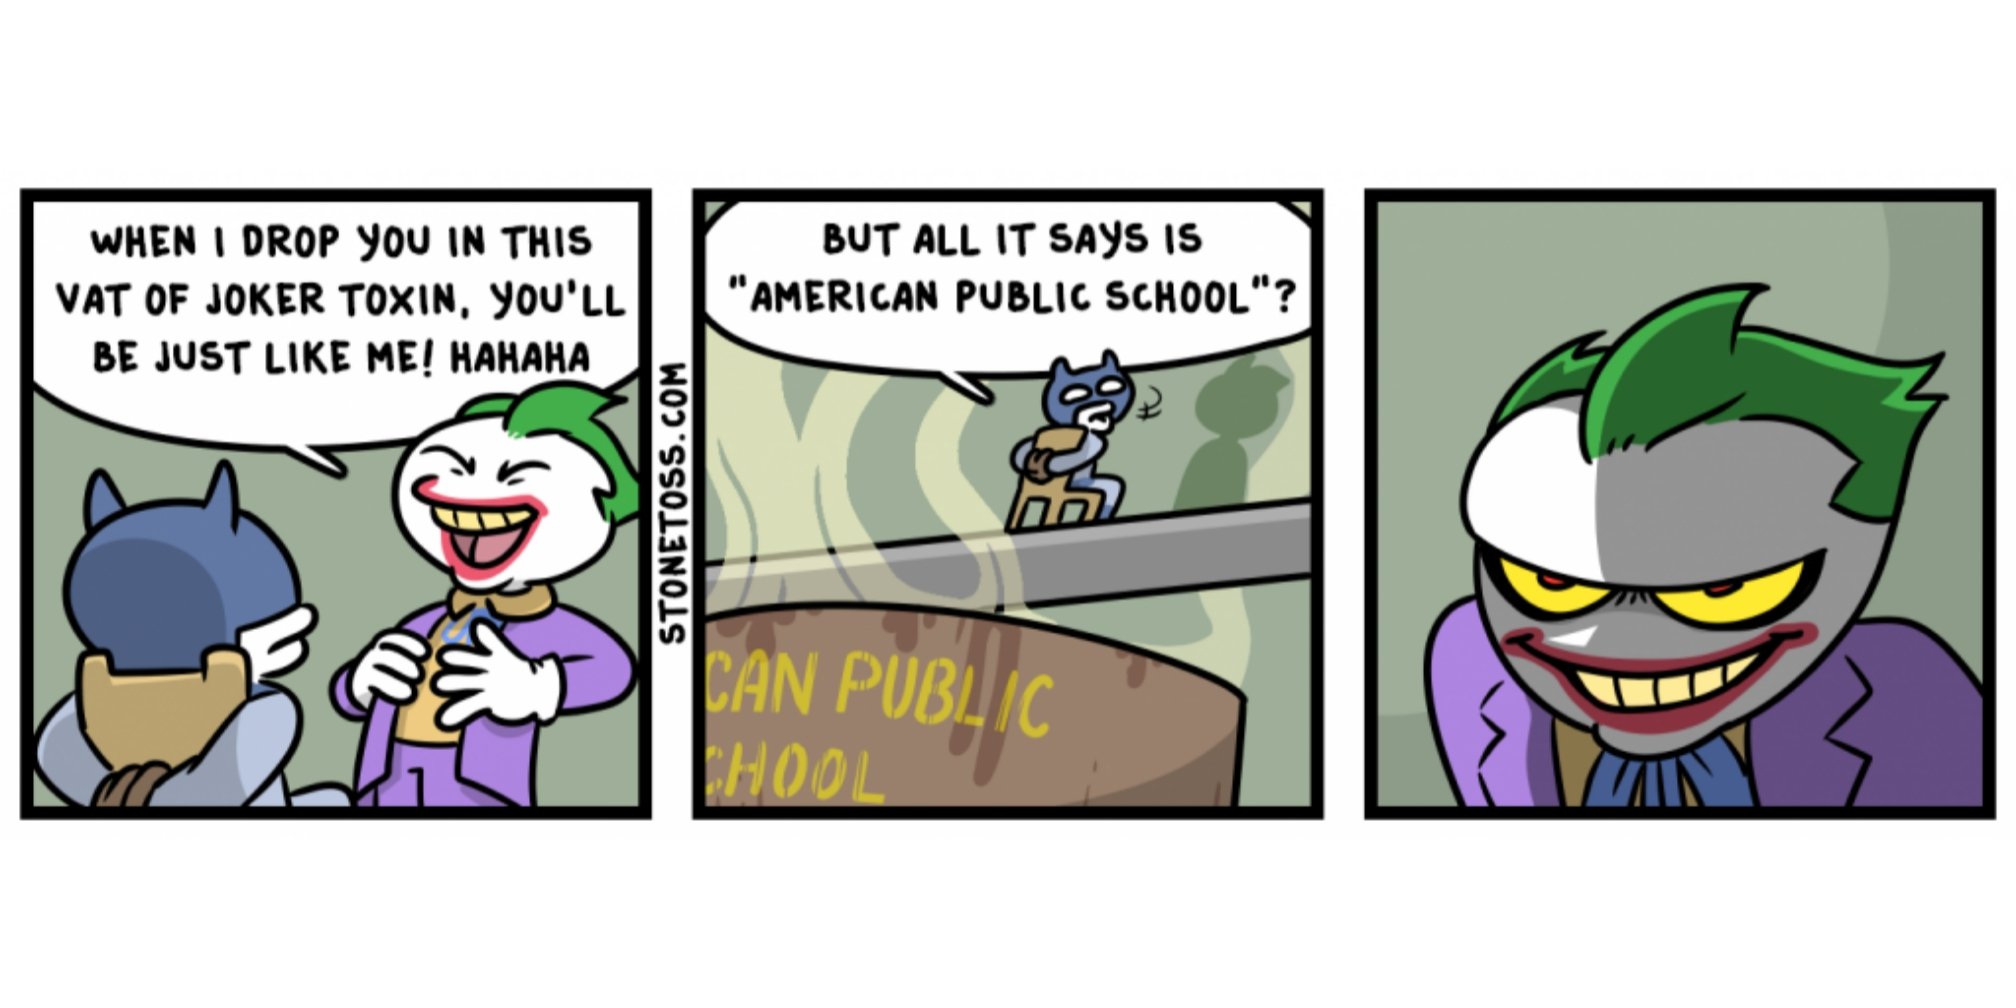 WHEN I DROP YOU IN THIS
VAT OF JOKER TOXIN, YOU'LL
BE JUST LIKE ME! HAHAHA
STONETOSS.COM
BUT ALL IT SAYS IS
"AMERICAN PUBLIC SCHOOL"?
CAN PUBLIC
CHOOL